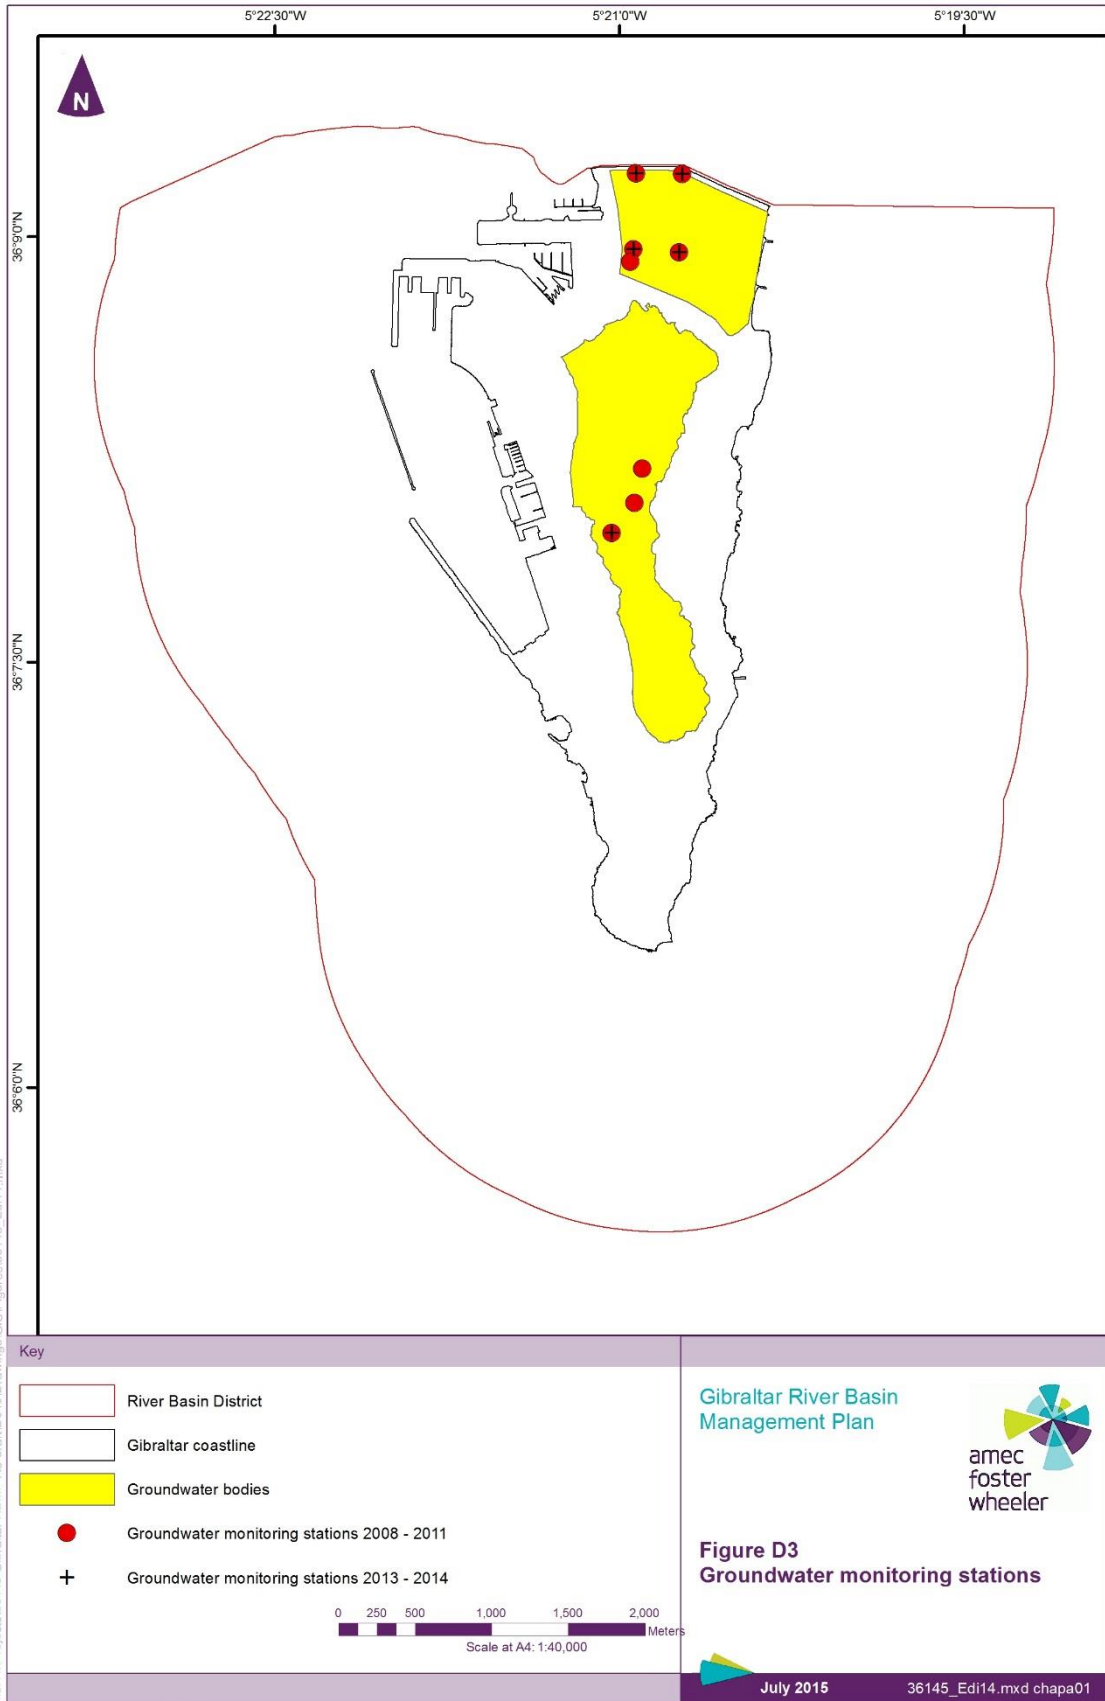 5°22'30"W
5°21'0"W
5°19'30"W
N
36°9'0"N
36°7'30"N
36°6'0"N
Key
River Basin District
Gibraltar coastline
Groundwater bodies
Groundwater monitoring stations 2008 - 2011
Groundwater monitoring stations 2013 - 2014
0 250 500 1,000 1,500 2,000
Meters
Scale at A4: 1:40,000
Gibraltar River Basin
Management Plan
amec
foster
wheeler
Figure D3
Groundwater monitoring stations
July 2015
36145_Edi14.mxd chapa01